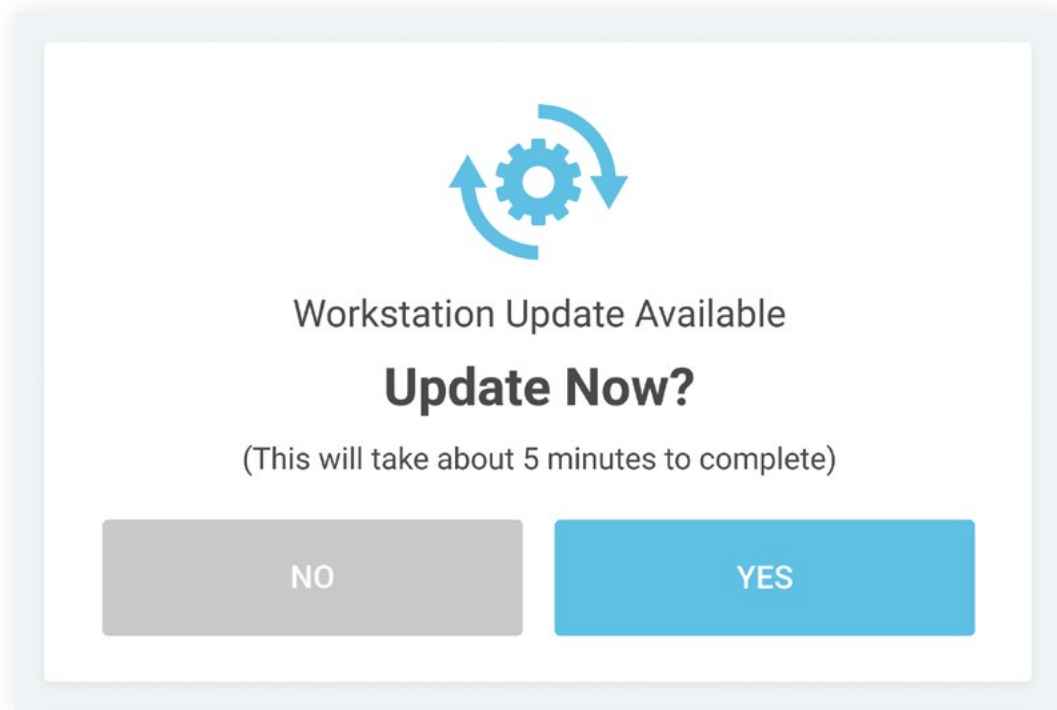 Workstation Update Available
Update Now?
(This will take about 5 minutes to complete)
NO
YES